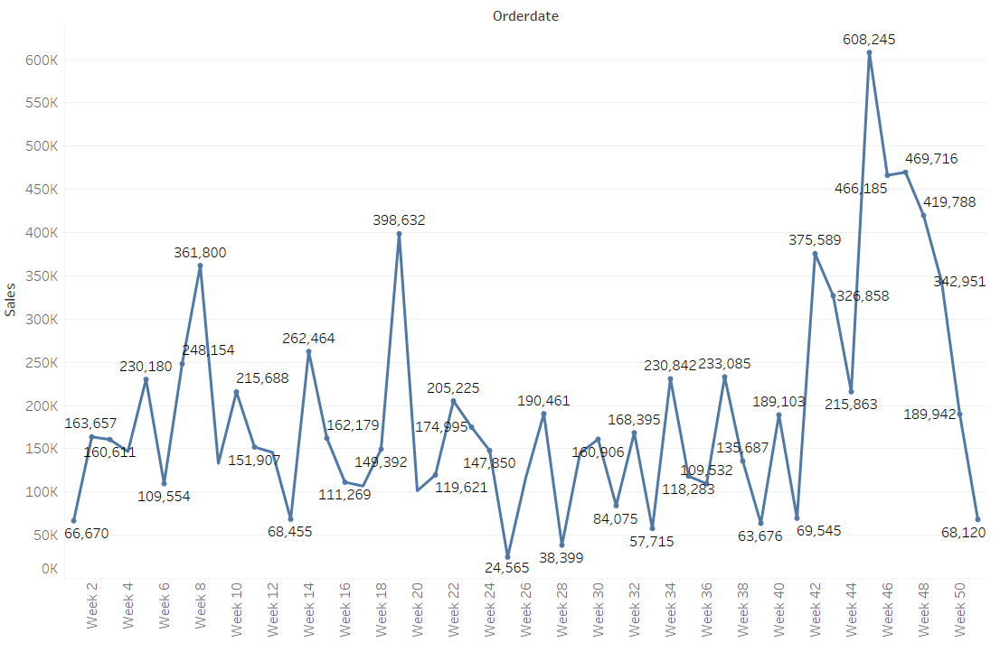 Orderdate
Sales
600K
550K
500K
450K
400K
350K
300K
250K
200K
150K
100K
50K
0K
66,670
163,657
160,611
230,180
109,554
248,154
361,800
215,688
151,907
68,455
262,464
162,179
111,269
149,392
398,632
119,621
205,225
174,995
147,850
24,565
190,461
38,399
160,906
84,075
168,395
57,715
230,842
118,283
109,532
233,085
135,687
63,676
189,103
69,545
375,589
326,858
215,863
608,245
466,185
469,716
419,788
342,951
189,942
68,120
Week 2
Week 4
Week 6
Week 8
Week 10
Week 12
Week 14
Week 16
Week 18
Week 20
Week 22
Week 24
Week 26
Week 28
Week 30
Week 32
Week 34
Week 36
Week 38
Week 40
Week 42
Week 44
Week 46
Week 48
Week 50